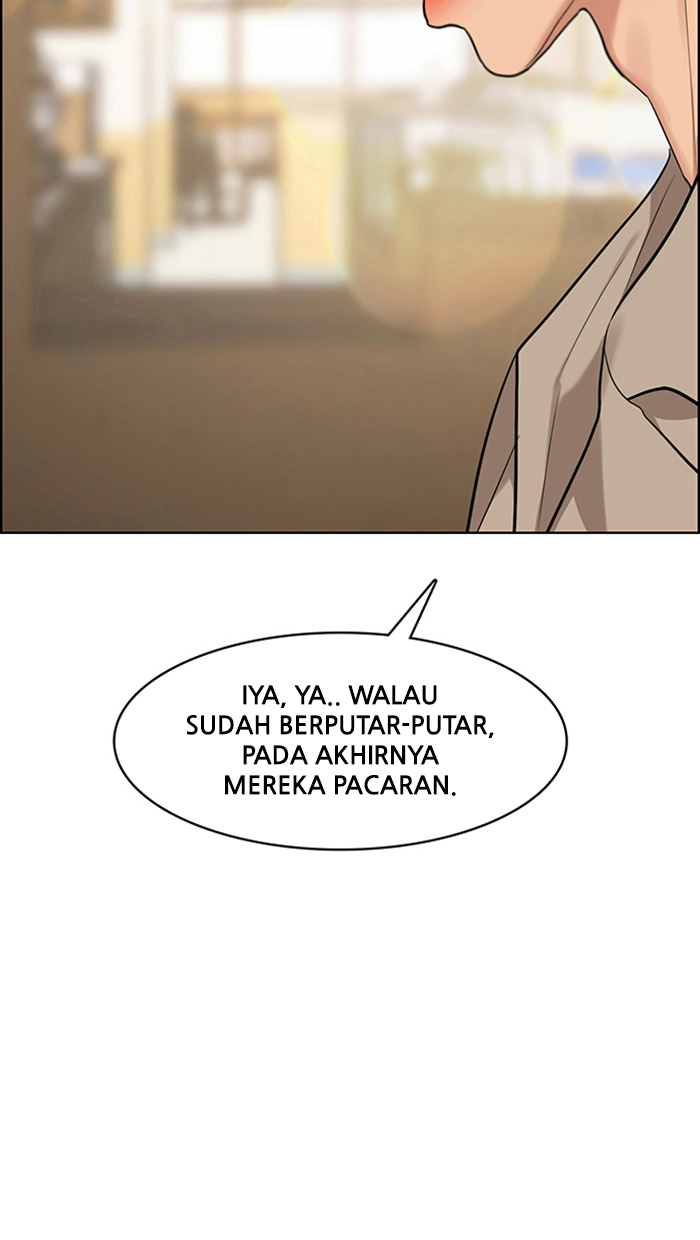 IYA, YA.. WALAU
SUDAH BERPUTAR-PUTAR,
PADA AKHIRNYA
MEREKA PACARAN.